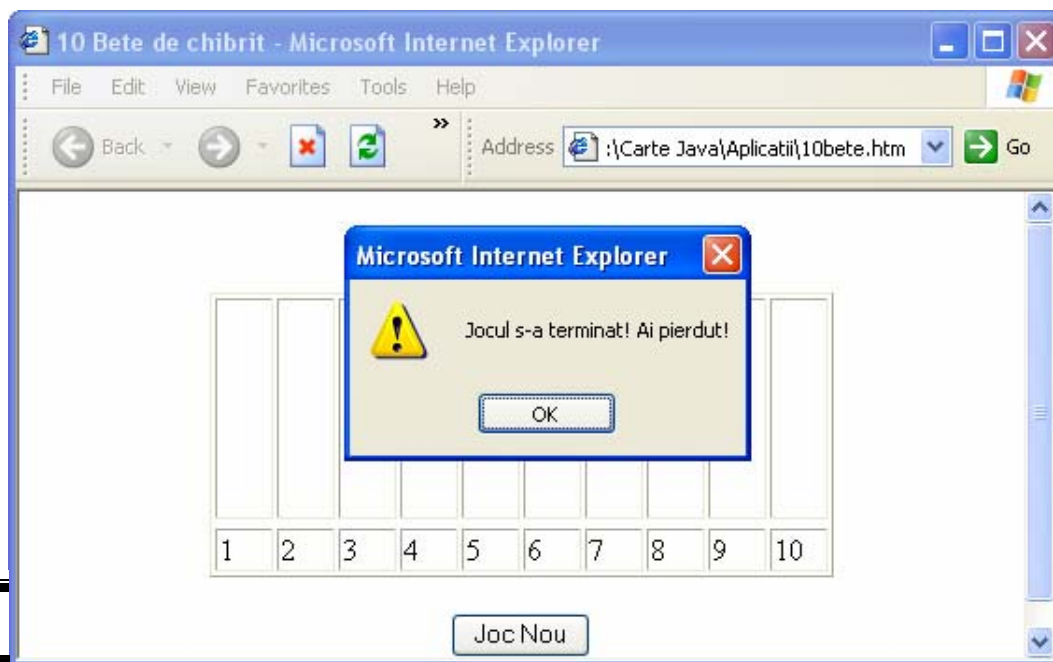 10 Bete de chibrit - Microsoft Internet Explorer
File Edit View Favorites Tools Help
Back » Address :\Carte Java\Aplicatii\10bete.htm Go
Microsoft Internet Explorer
Jocul s-a terminat! Ai pierdut!
OK
1 2 3 4 5 6 7 8 9 10
Joc Nou